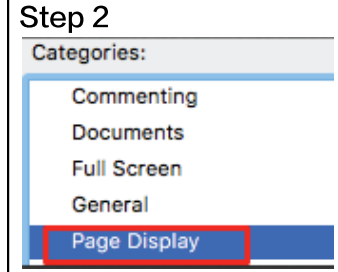 Step 2
Categories:
Commenting
Documents
Full Screen
General
Page Display